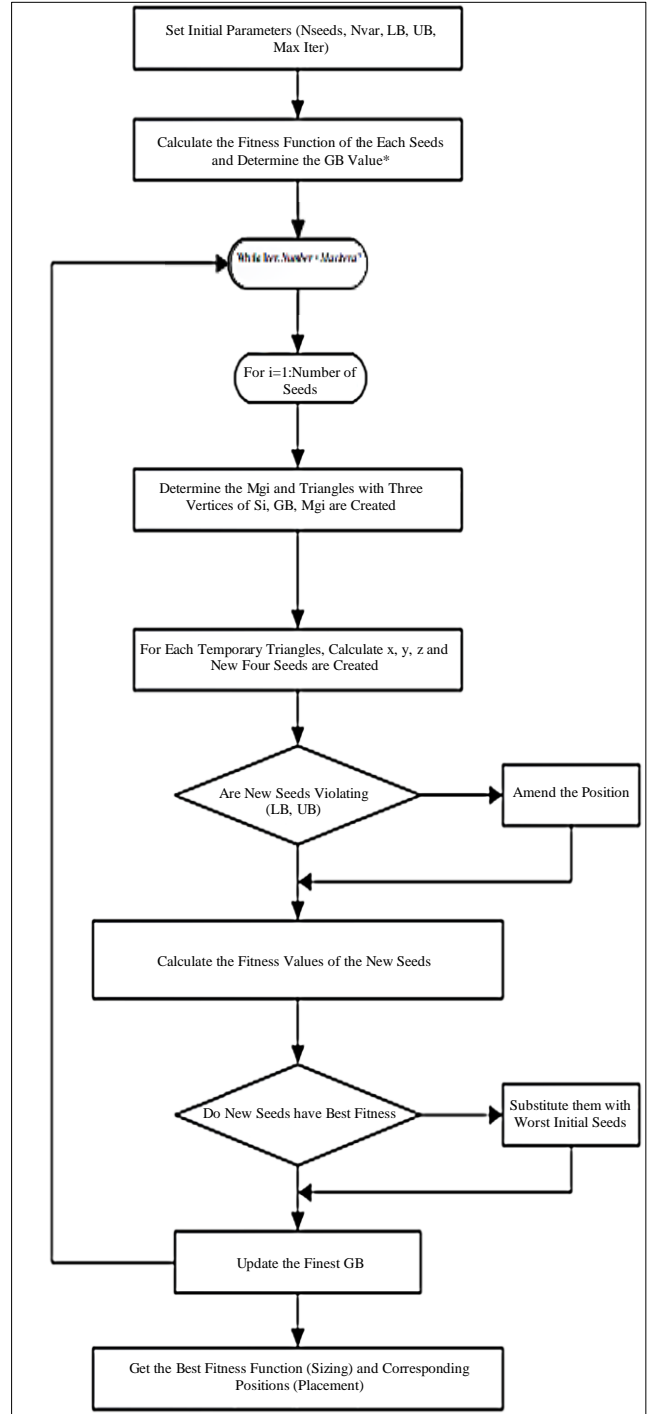 Set Initial Parameters (Nseeds, Nvar, LB, UB,
Max Iter)
Calculate the Fitness Function of the Each Seeds
and Determine the GB Value*
Number
For i=1:Number of
Seeds
Determine the Mgi and Triangles with Three
Vertices of Si, GB, Mgi are Created
For Each Temporary Triangles, Calculate x, y, z and
New Four Seeds are Created
Are New Seeds Violating
(LB, UB)
Amend the Position
Calculate the Fitness Values of the New Seeds
Do New Seeds have Best Fitness
Substitute them with
Worst Initial Seeds
Update the Finest GB
Get the Best Fitness Function (Sizing) and Corresponding
Positions (Placement)